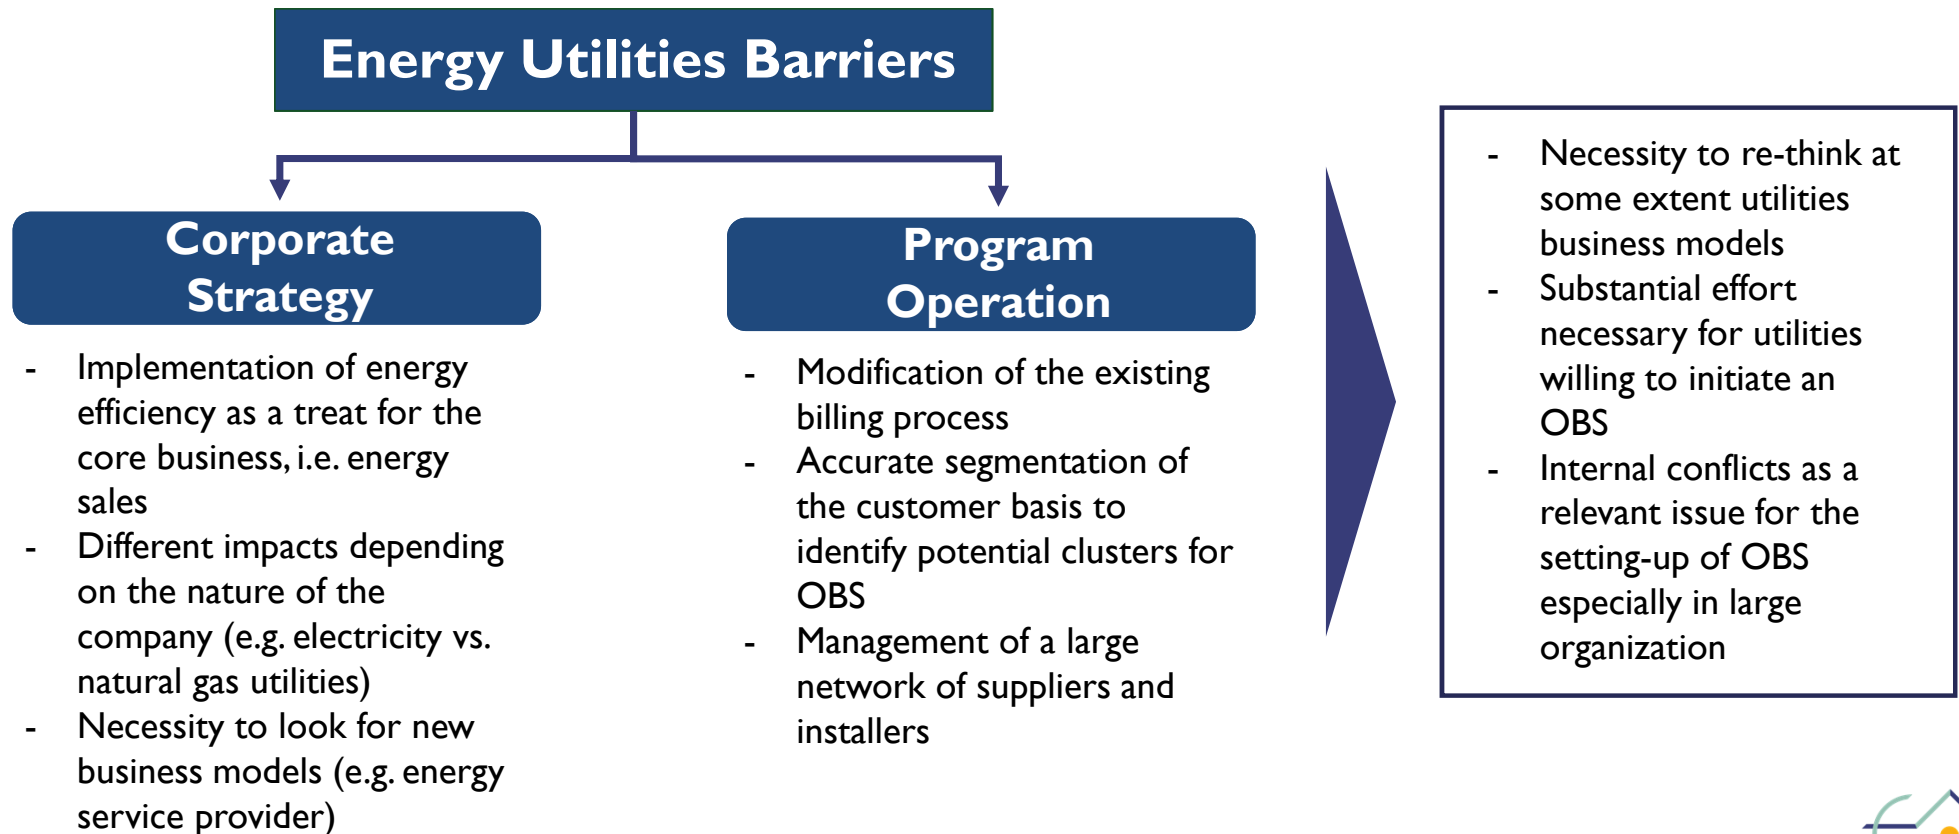 Energy Utilities Barriers
Corporate
Strategy
- Implementation of energy
efficiency as a treat for the
core business, i.e. energy
sales
- Different impacts depending
on the nature of the
company (e.g. electricity vs.
natural gas utilities)
- Necessity to look for new
business models (e.g. energy
service provider)
Program
Operation
- Modification of the existing
billing process
- Accurate segmentation of
the customer basis to
identify potential clusters for
OBS
- Management of a large
network of suppliers and
installers
- Necessity to re-think at
some extent utilities
business models
- Substantial effort
necessary for utilities
willing to initiate an
OBS
- Internal conflicts as a
relevant issue for the
setting-up of OBS
especially in large
organization